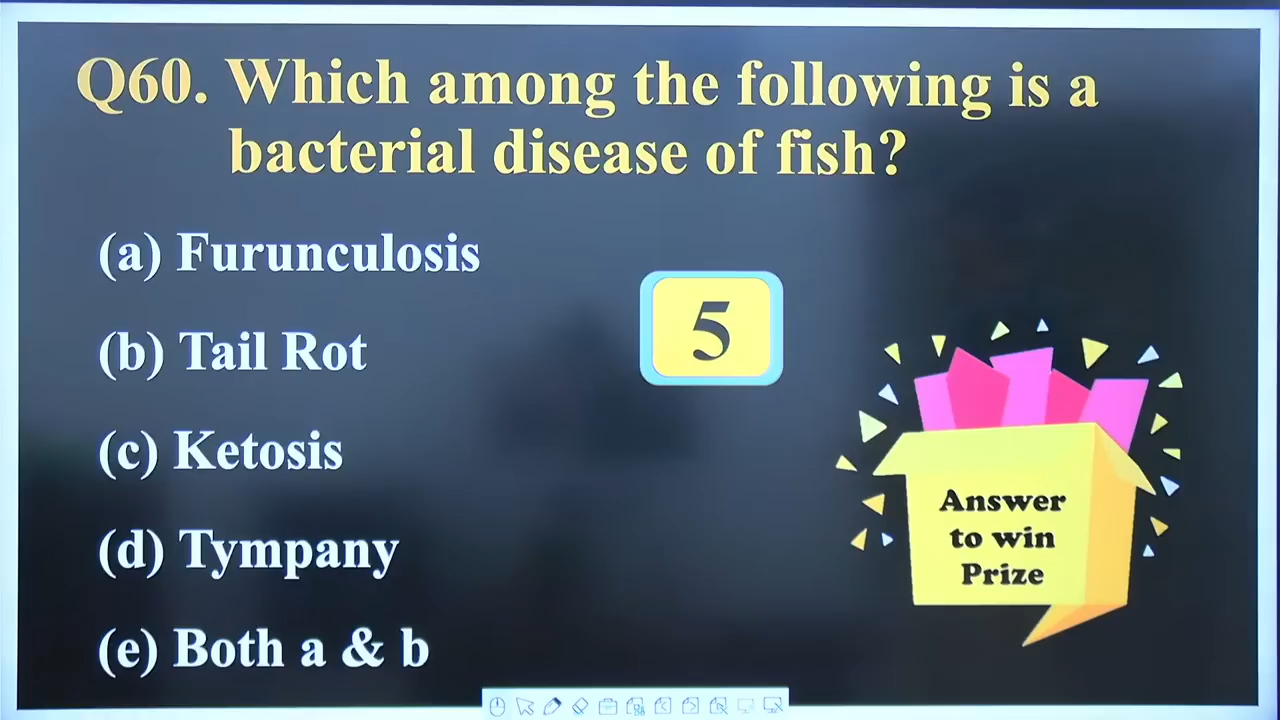 Q60. Which among the following is a
bacterial disease of fish?
(a) Furunculosis
(b) Tail Rot
(c) Ketosis
(d) Tympany
(e) Both a & b
5
Answer
to win
Prize